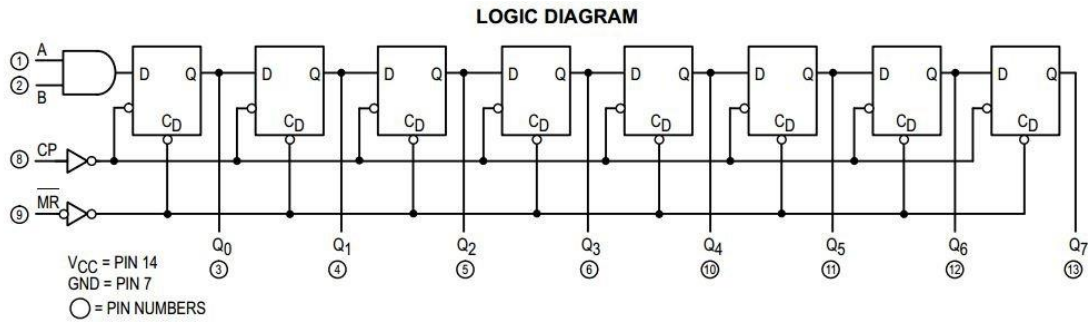 LOGIC DIAGRAM
1 A
2 B
D Q D Q D Q D Q D Q D Q D Q D Q
CD CD CD CD CD CD CD CD
8 CP
9 MR
Q0 Q1 Q2 Q3 Q4 Q5 Q6 Q7
3 4 5 6 10 11 12 13
VCC = PIN 14
GND = PIN 7
= PIN NUMBERS